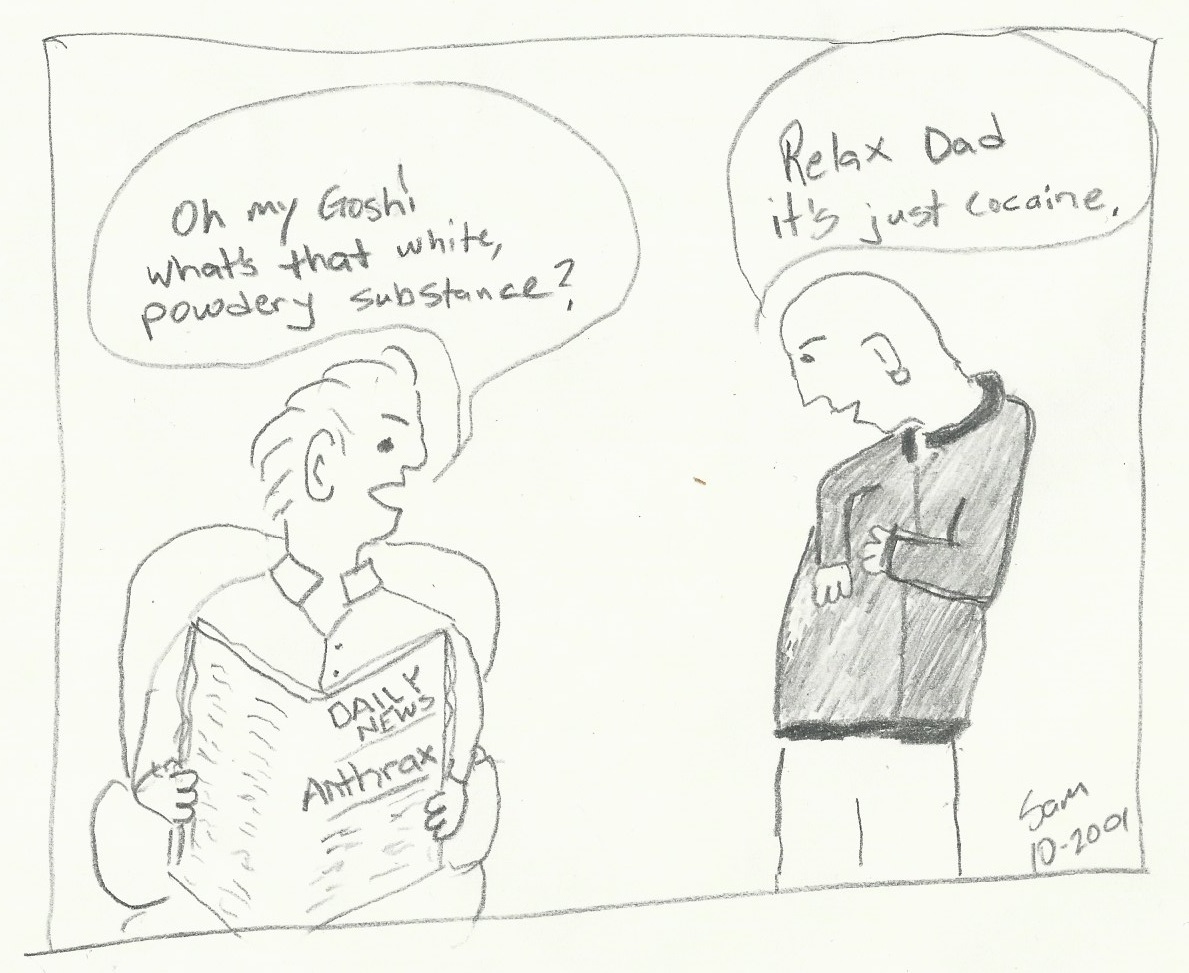 Oh my Gosh!
what's that white,
powdery substance?
Relax Dad
it's just cocaine.
DAILY
NEWS
Anthrax
Sam
10-2001